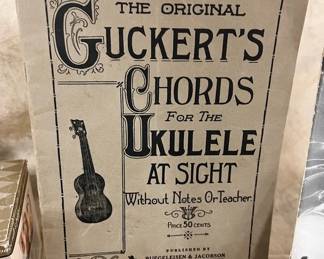 THE ORIGINAL
GUCKERT'S
CHORDS
FOR THE
UKULELE
AT SIGHT
Without Notes Or Teacher.
PRICE 50 CENTS
PUBLISHED BY
BUEGELEISEN & JACOBSON